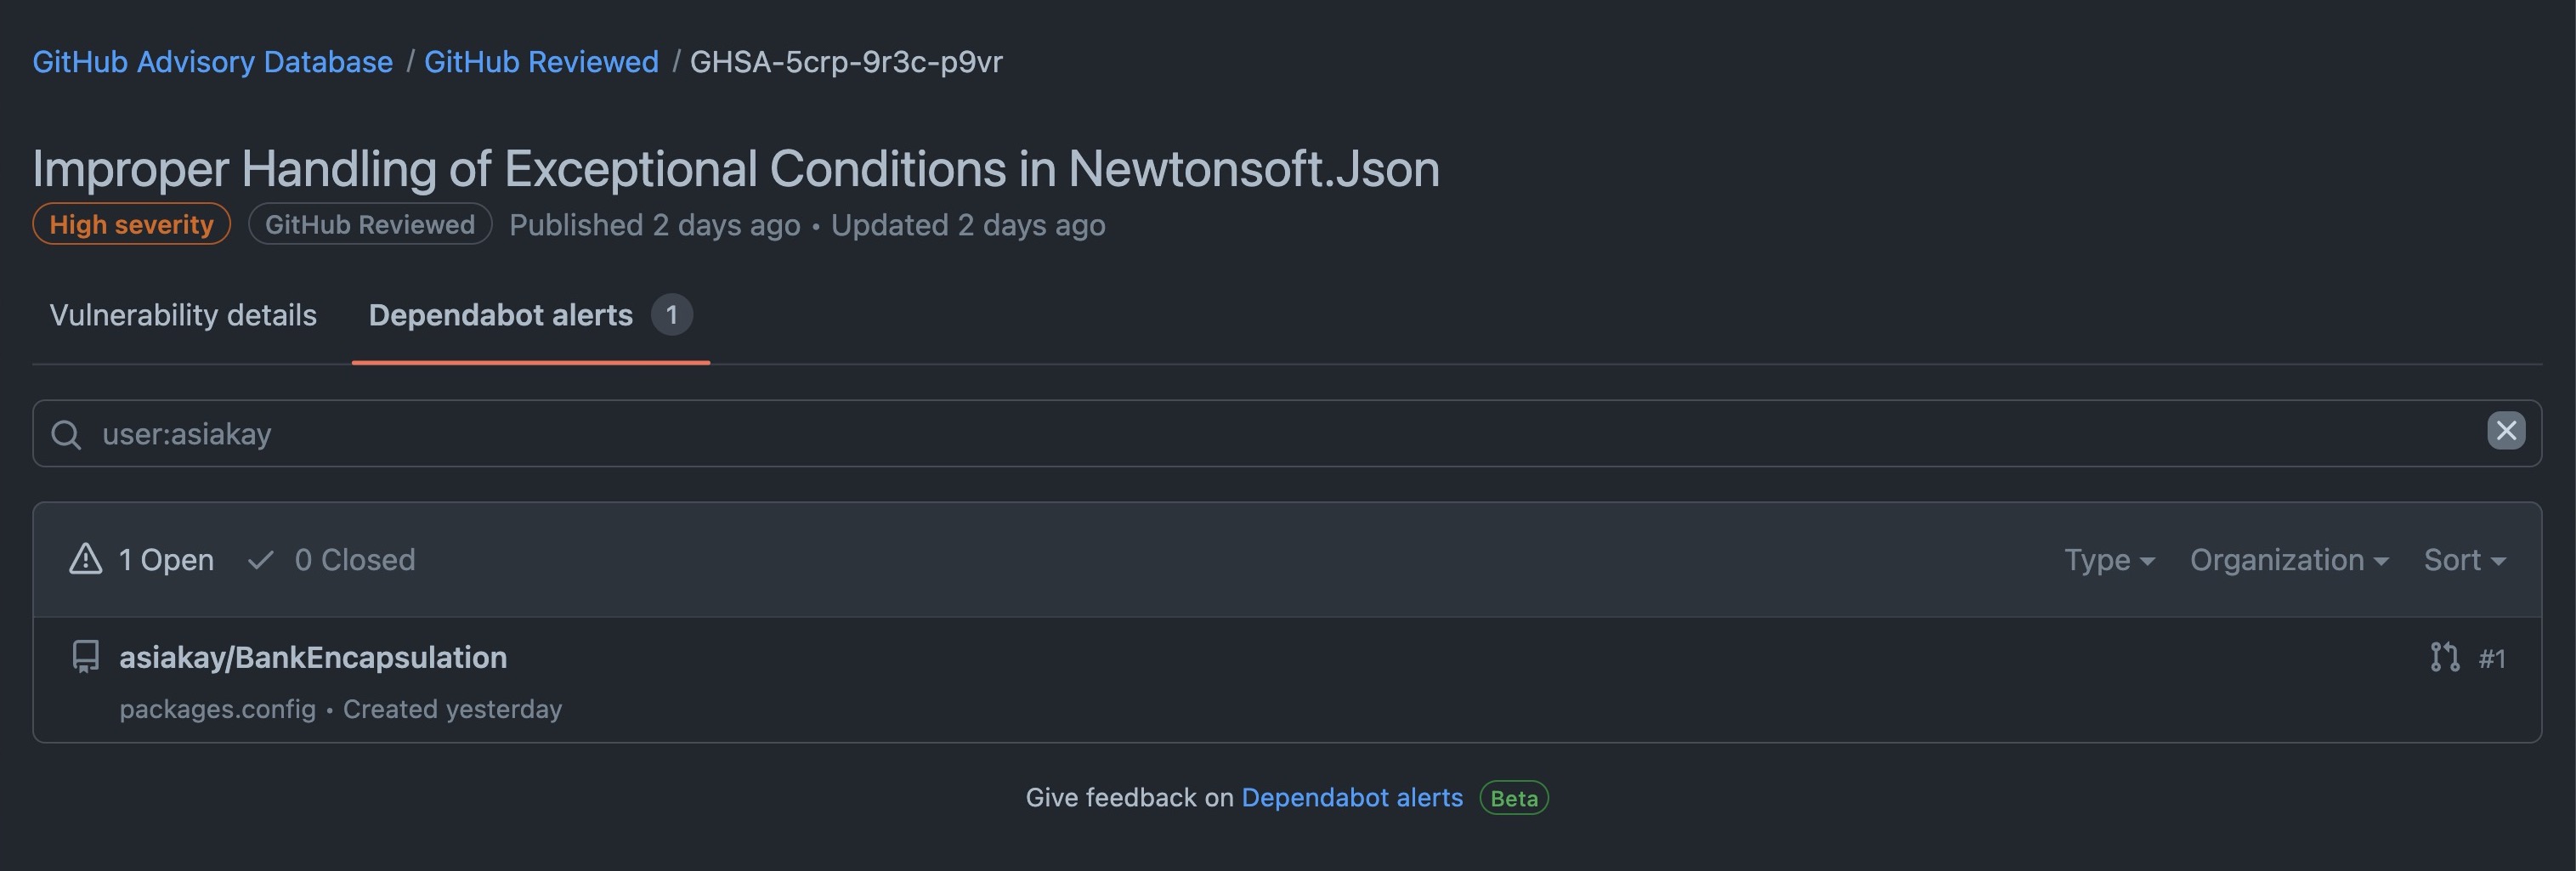 GitHub Advisory Database / GitHub Reviewed / GHSA-5crp-9r3c-p9vr
Improper Handling of Exceptional Conditions in Newtonsoft.Json
High severity GitHub Reviewed Published 2 days ago • Updated 2 days ago
Vulnerability details Dependabot alerts 1
user:asiakay
1 Open 0 Closed Type Organization Sort
asiakay/BankEncapsulation #1
packages.config • Created yesterday
Give feedback on Dependabot alerts Beta